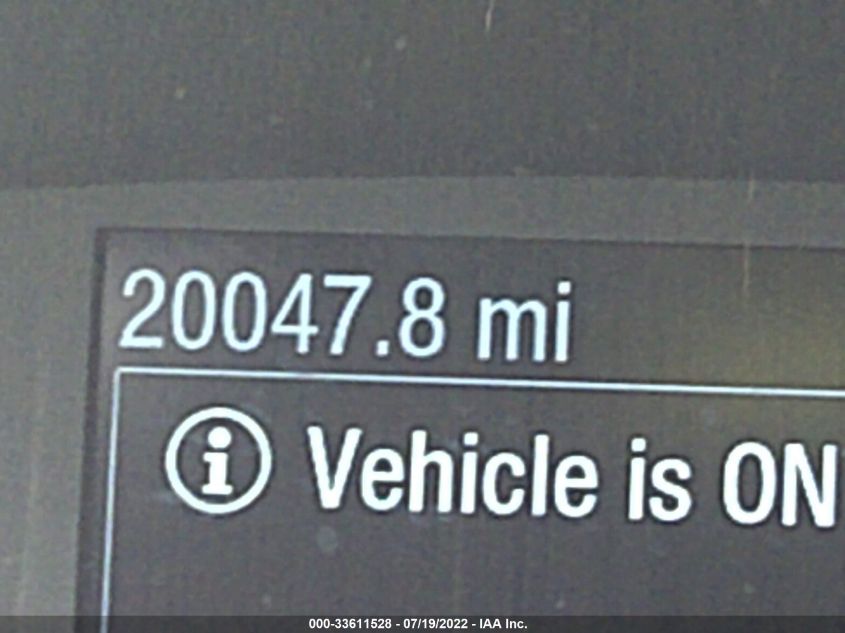 20047.8 mi
Vehicle is ON
000-33611528 - 07/19/2022 - IAA Inc.